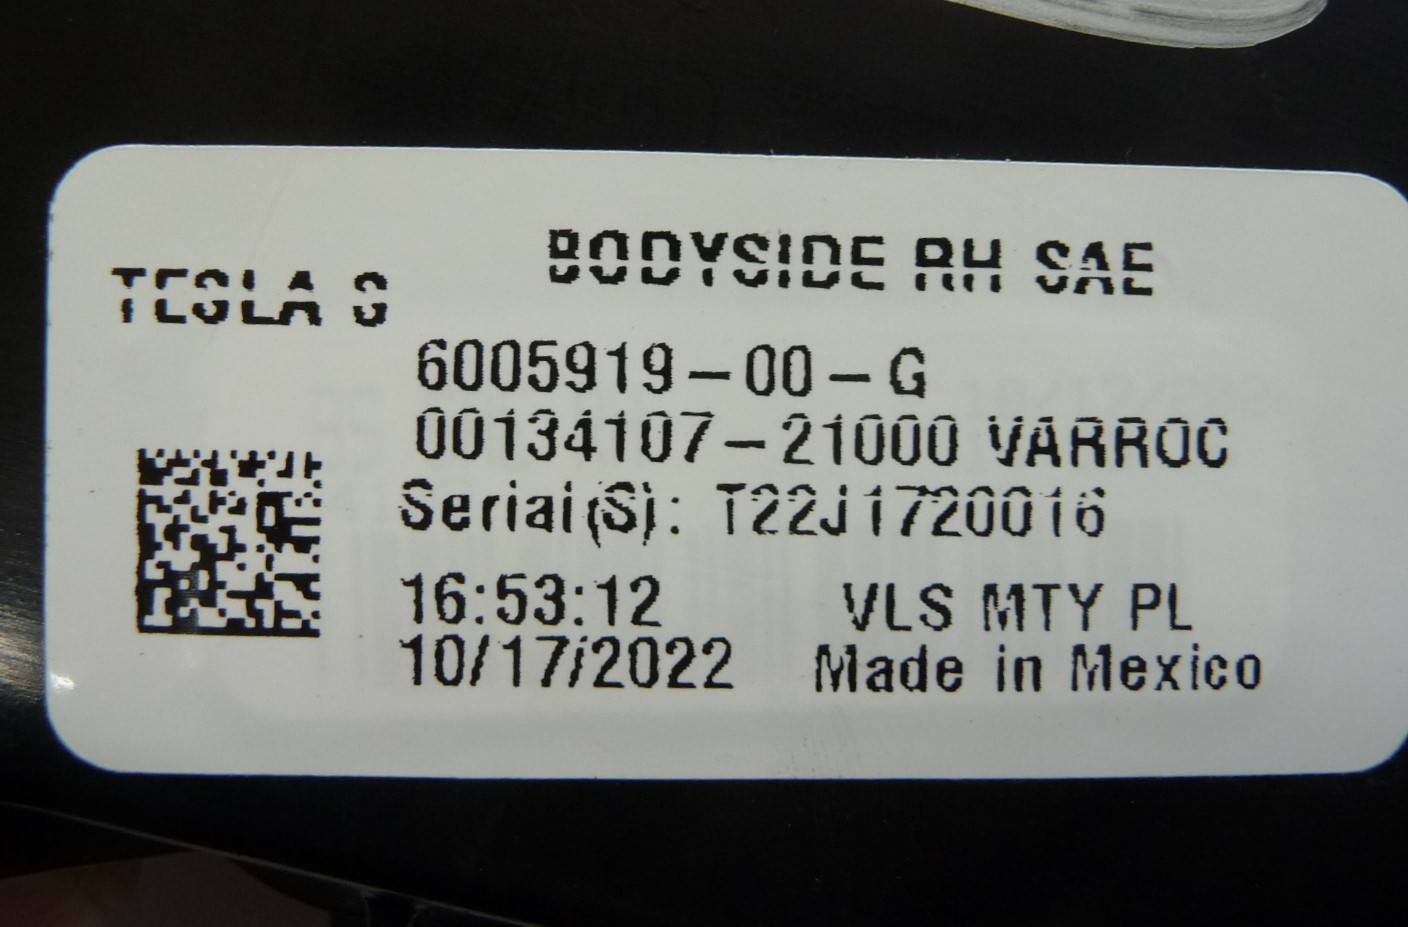 BODYSIDE RH SAE
TESLA S
6005919-00-G
00134107-21000 VARROC
Serial(S): T22J1720016
16:53:12 VLS MTY PL
10/17/2022 Made in Mexico